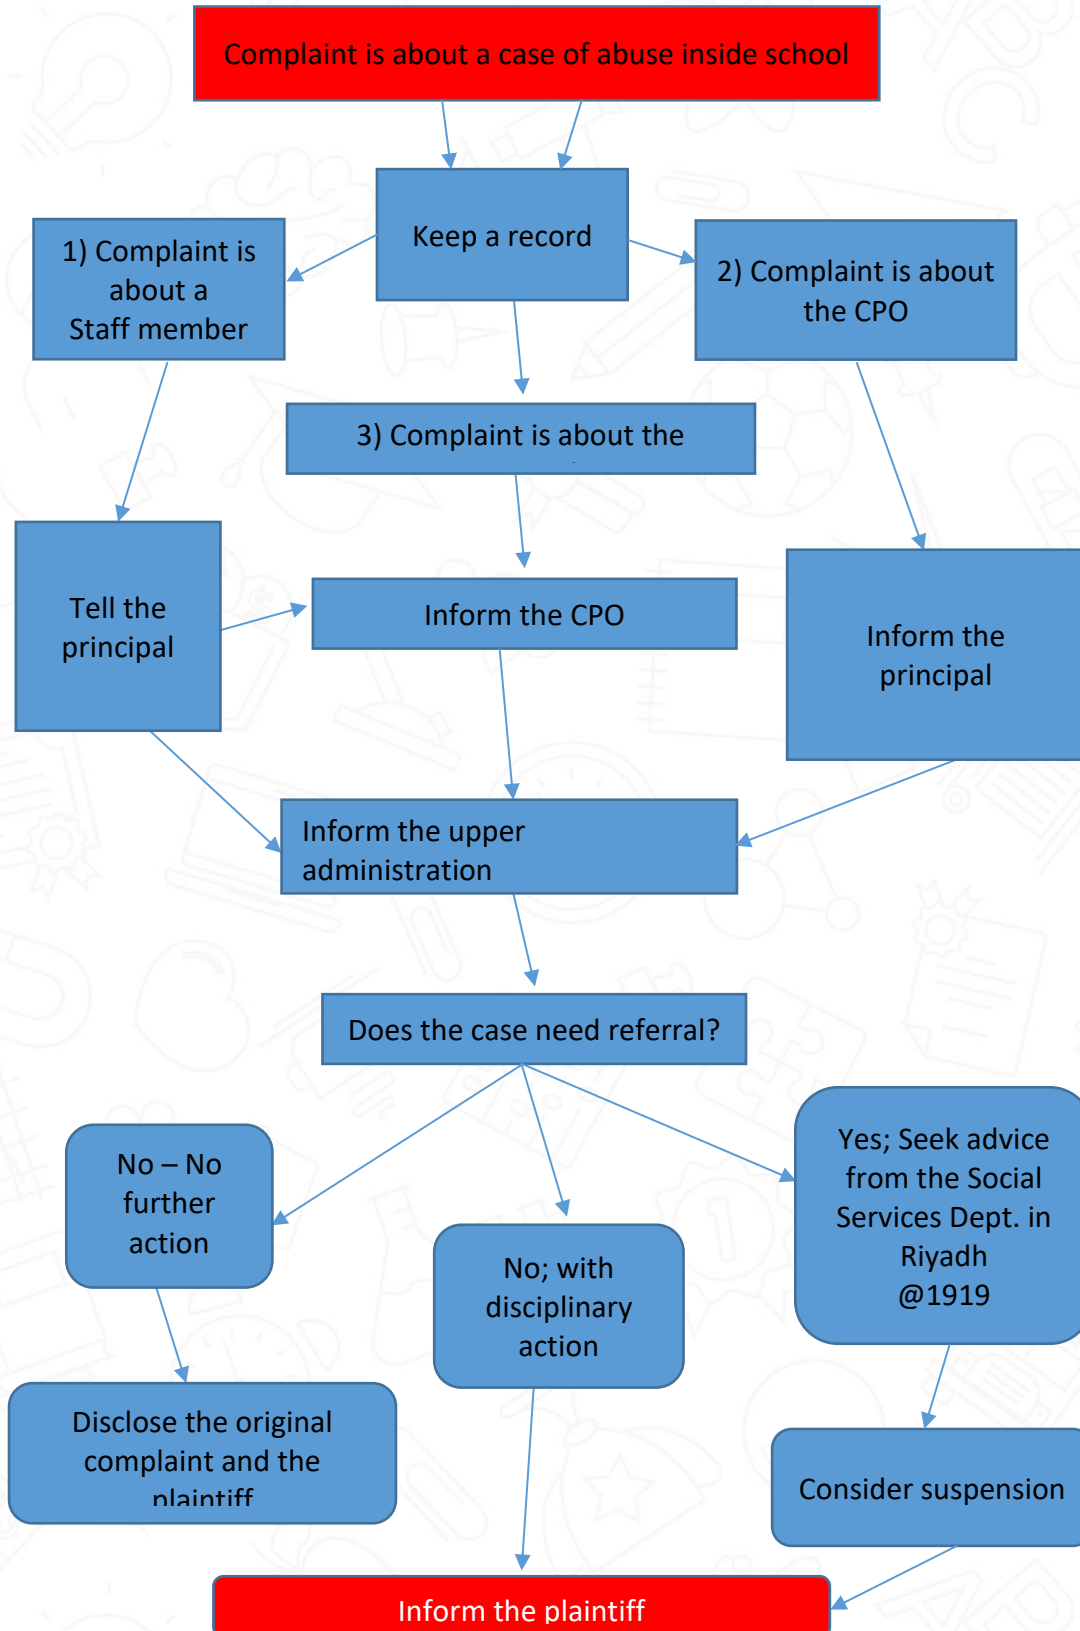 Complaint is about a case of abuse inside school
Keep a record
1) Complaint is
about a
Staff member
2) Complaint is about
the CPO
3) Complaint is about the
Tell the
principal
Inform the CPO
Inform the
principal
Inform the upper
administration
Does the case need referral?
No – No
further
action
No; with
disciplinary
action
Yes; Seek advice
from the Social
Services Dept. in
Riyadh
@1919
Disclose the original
complaint and the
plaintiff
Consider suspension
Inform the plaintiff